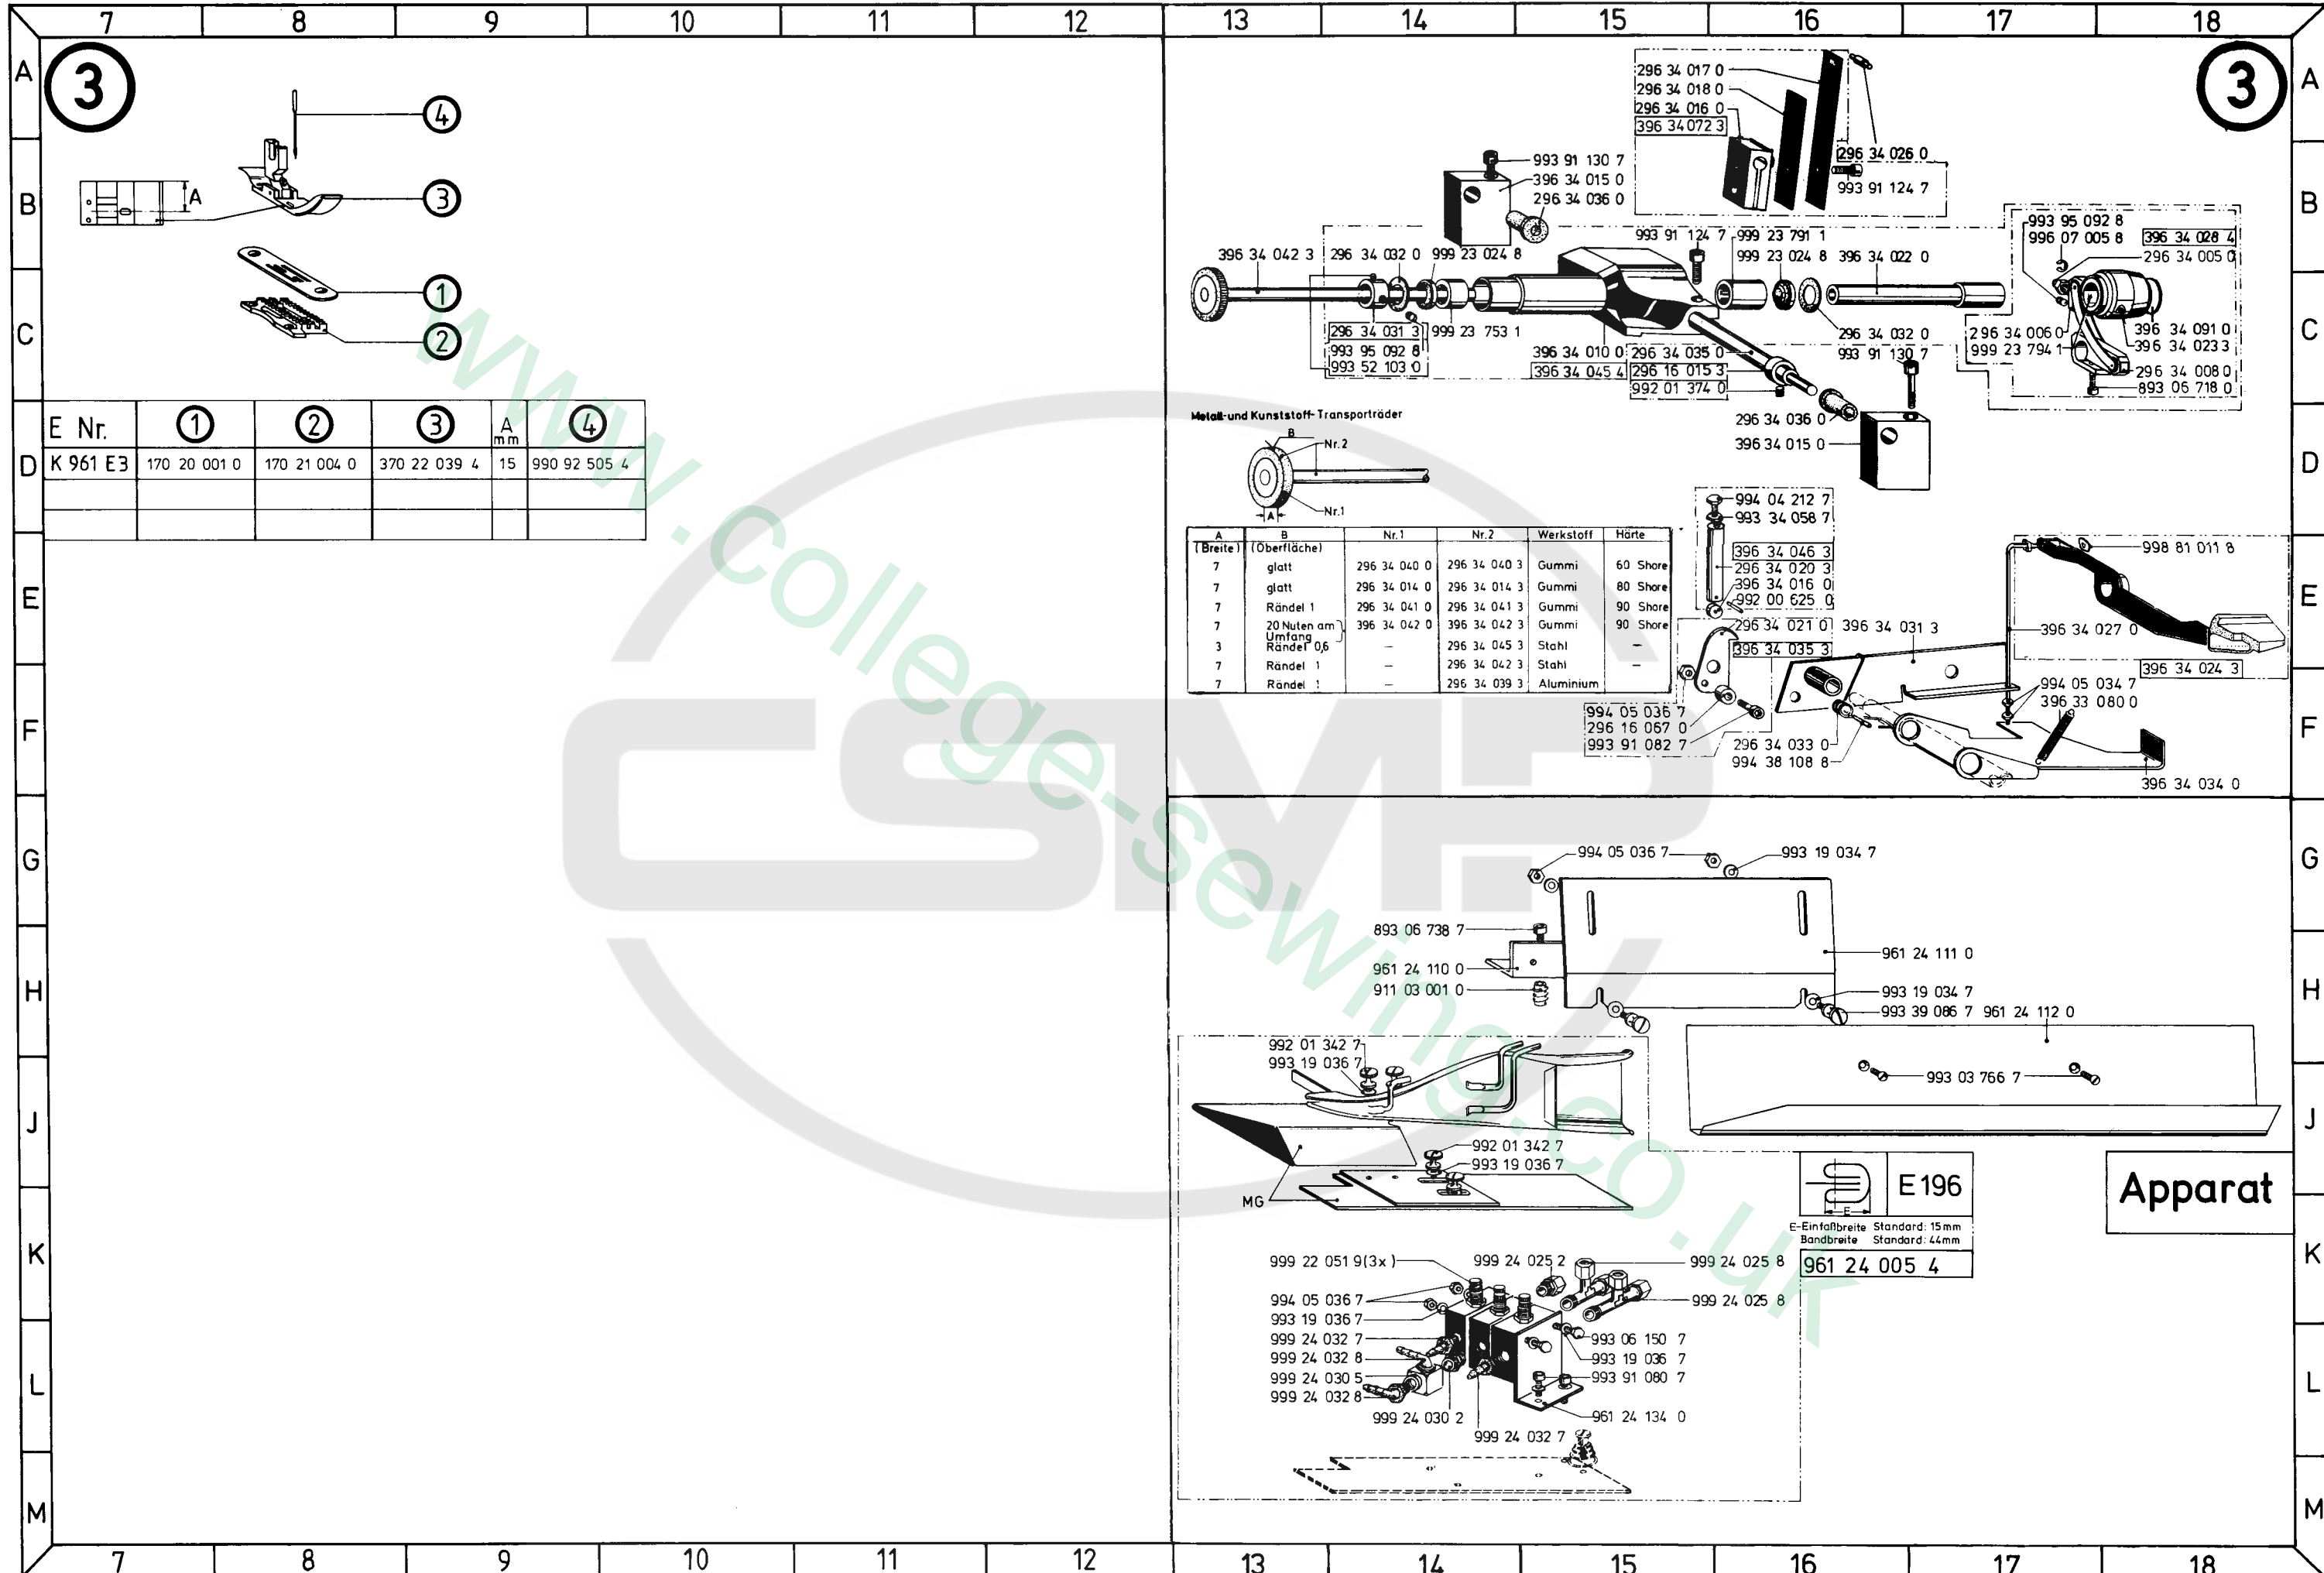 7 8 9 10 11 12 13 14 15 16 17 18
A B C D E F G H J K L M
3
4
3
A
1
2
E Nr. 1 2 3 A mm 4
K 961 E3 170 20 001 0 170 21 004 0 370 22 039 4 15 990 92 505 4
3
296 34 017 0
296 34 018 0
296 34 016 0
396 34 072 3
296 34 026 0
993 91 124 7
993 91 130 7
396 34 015 0
296 34 036 0
993 95 092 8
996 07 005 8
396 34 028 4
296 34 005 0
396 34 042 3
296 34 032 0
999 23 024 8
993 91 124 7
999 23 791 1
999 23 024 8
396 34 022 0
296 34 031 3
993 95 092 8
993 52 103 0
999 23 753 1
396 34 010 0
396 34 045 4
296 34 035 0
296 16 015 3
992 01 374 0
296 34 032 0
993 91 130 7
296 34 006 0
999 23 794 1
396 34 091 0
396 34 023 3
296 34 008 0
893 06 718 0
296 34 036 0
396 34 015 0
Metall-und Kunststoff-Transporträder
B
Nr.2
Nr.1
A
A (Breite) B (Oberfläche) Nr.1 Nr.2 Werkstoff Härte
7 glatt 296 34 040 0 296 34 040 3 Gummi 60 Shore
7 glatt 296 34 014 0 296 34 014 3 Gummi 80 Shore
7 Rändel 1 296 34 041 0 296 34 041 3 Gummi 90 Shore
7 20 Nuten am Umfang 396 34 042 0 396 34 042 3 Gummi 90 Shore
3 Rändel 0,6 — 296 34 045 3 Stahl —
7 Rändel 1 — 296 34 042 3 Stahl —
7 Rändel 1 — 296 34 039 3 Aluminium
994 04 212 7
993 34 058 7
396 34 046 3
296 34 020 3
396 34 016 0
992 00 625 0
296 34 021 0
396 34 035 3
994 05 036 7
296 16 067 0
993 91 082 7
396 34 031 3
296 34 033 0
994 38 108 8
998 81 011 8
396 34 027 0
396 34 024 3
994 05 034 7
396 33 080 0
396 34 034 0
994 05 036 7
993 19 034 7
893 06 738 7
961 24 110 0
911 03 001 0
961 24 111 0
993 19 034 7
993 39 086 7
961 24 112 0
993 03 766 7
992 01 342 7
993 19 036 7
992 01 342 7
993 19 036 7
MG
E
E196
E-Einfaßbreite Standard: 15mm
Bandbreite Standard: 44mm
961 24 005 4
Apparat
999 22 051 9(3x)
994 05 036 7
993 19 036 7
999 24 032 7
999 24 032 8
999 24 030 5
999 24 032 8
999 24 030 2
999 24 025 2
999 24 025 8
999 24 025 8
993 06 150 7
993 19 036 7
993 91 080 7
961 24 134 0
999 24 032 7
A B C D E F G H J K L M
7 8 9 10 11 12 13 14 15 16 17 18
CSMP
www.college-sewing.co.uk